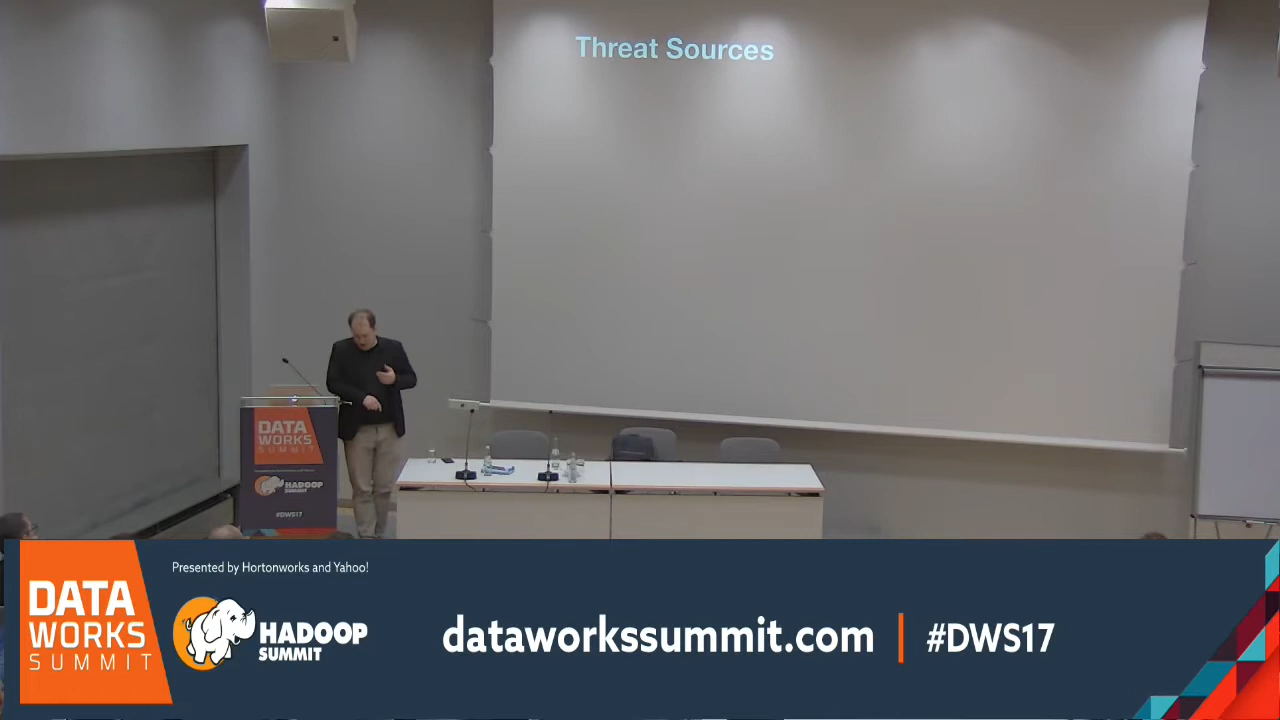 Threat Sources
DATA
WORKS
SUMMIT
HADOOP
SUMMIT
#DWS17
Presented by Hortonworks and Yahoo!
DATA
WORKS
SUMMIT
HADOOP
SUMMIT
dataworkssummit.com | #DWS17